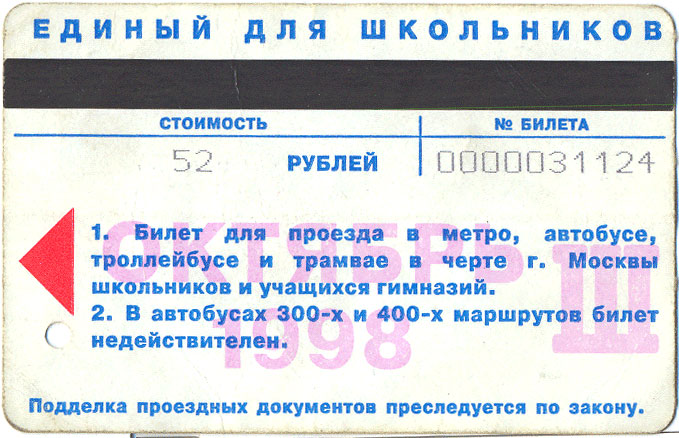 ЕДИНЫЙ ДЛЯ ШКОЛЬНИКОВ
СТОИМОСТЬ № БИЛЕТА
52 РУБЛЕЙ 0000031124
ОКТЯБРЬ III
1998
1. Билет для проезда в метро, автобусе,
троллейбусе и трамвае в черте г. Москвы
школьников и учащихся гимназий.
2. В автобусах 300-х и 400-х маршрутов билет
недействителен.
Подделка проездных документов преследуется по закону.